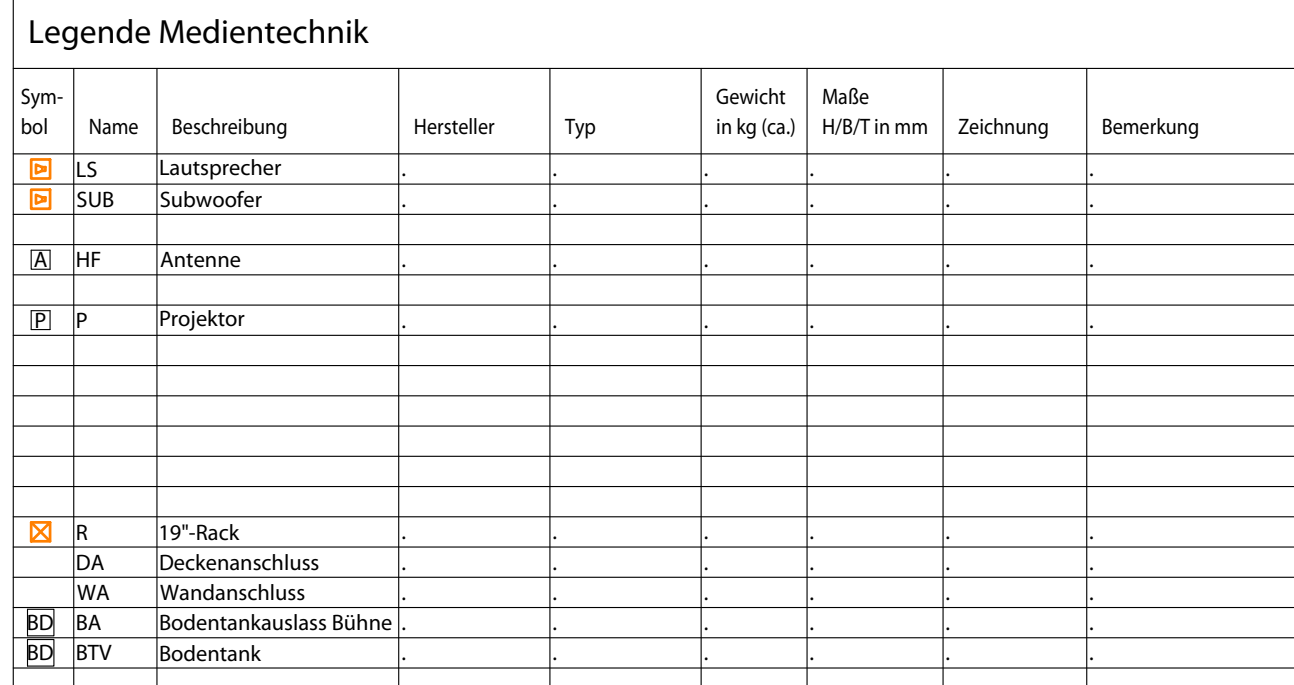 Legende Medientechnik
Sym-
bol Name Beschreibung Hersteller Typ Gewicht
in kg (ca.) Maße
H/B/T in mm Zeichnung Bemerkung
LS Lautsprecher . . . . . .
SUB Subwoofer . . . . . .
A HF Antenne . . . . . .
P P Projektor . . . . . .
R 19"-Rack . . . . . .
DA Deckenanschluss . . . . . .
WA Wandanschluss . . . . . .
BD BA Bodentankauslass Bühne . . . . . .
BD BTV Bodentank . . . . . .